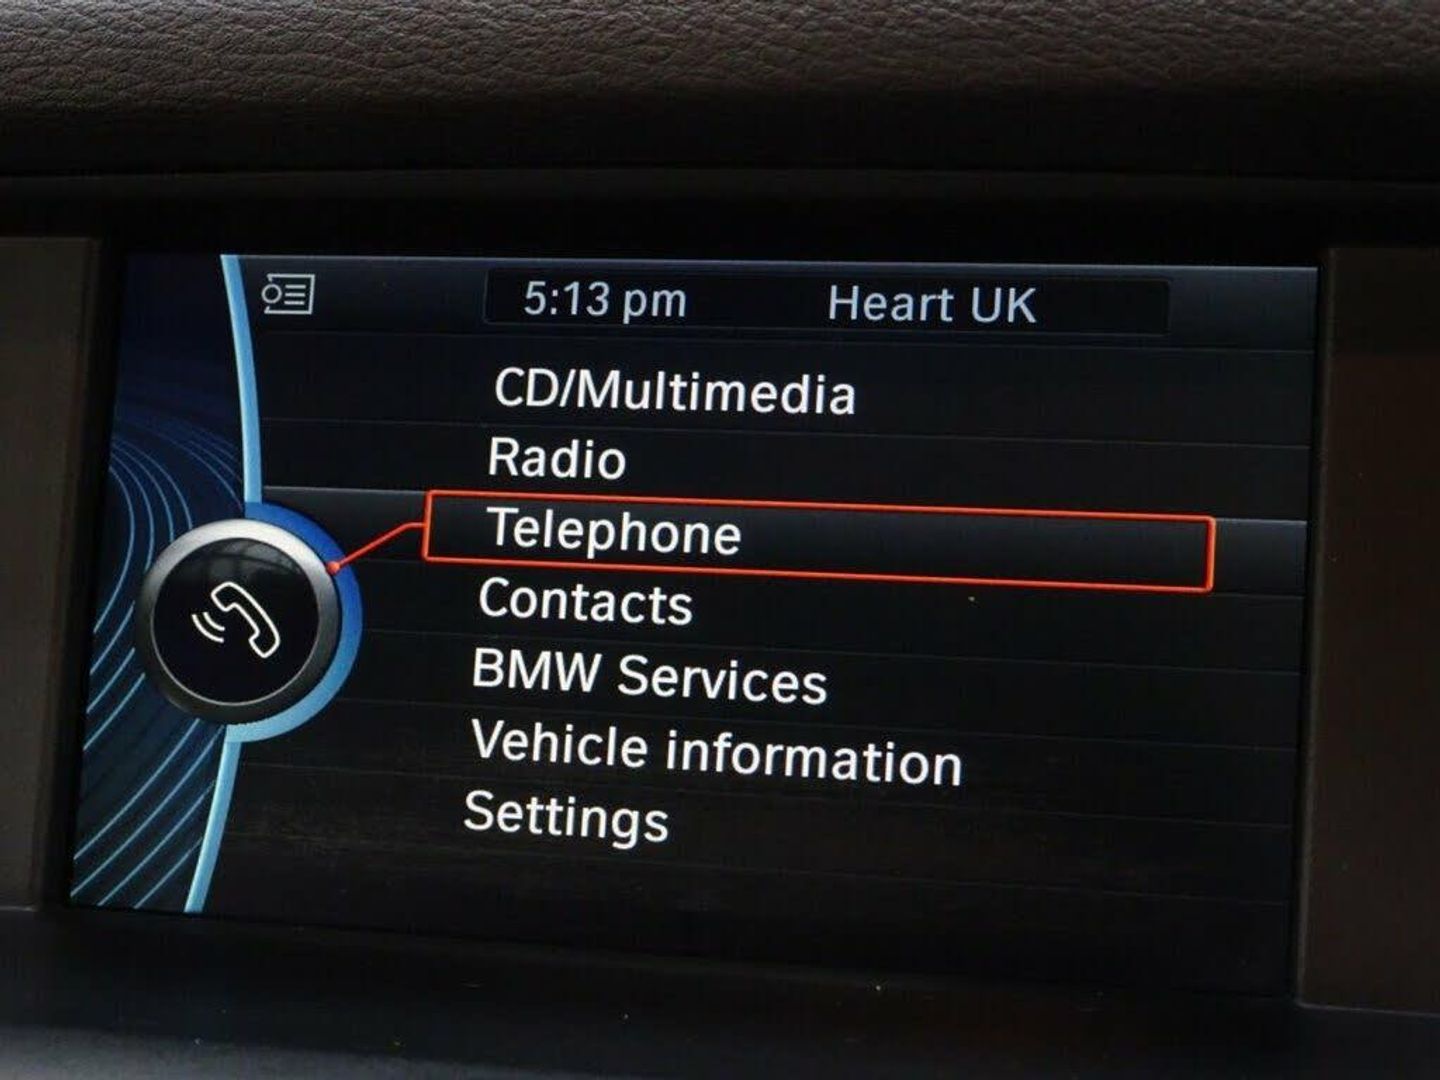 5:13 pm Heart UK
CD/Multimedia
Radio
Telephone
Contacts
BMW Services
Vehicle information
Settings